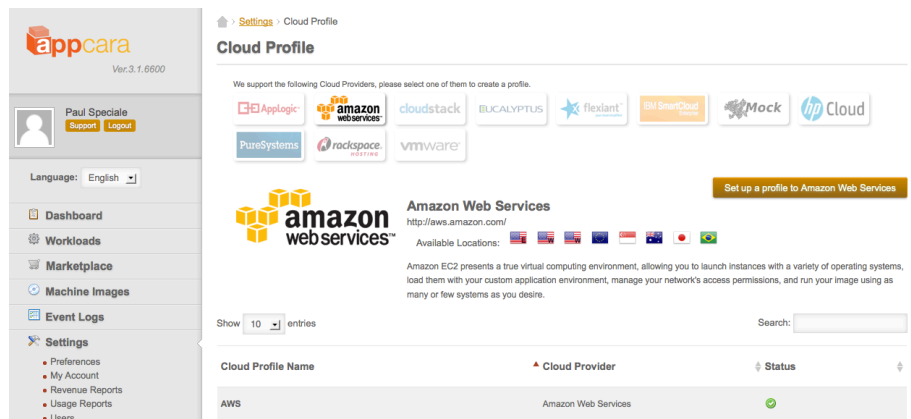 appcara
Ver.3.1.6600
Paul Speciale
Support Logout
Language: English
Dashboard
Workloads
Marketplace
Machine Images
Event Logs
Settings
Preferences
My Account
Revenue Reports
Usage Reports
Users
Settings > Cloud Profile
Cloud Profile
We support the following Cloud Providers, please select one of them to create a profile.
AppLogic amazon webservices cloudstack EUCALYPTUS flexiant IBM SmartCloud Mock hp Cloud
PureSystems rackspace HOSTING vmware
Set up a profile to Amazon Web Services
amazon
webservices™
Amazon Web Services
http://aws.amazon.com/
Available Locations: E W W
Amazon EC2 presents a true virtual computing environment, allowing you to launch instances with a variety of operating systems,
load them with your custom application environment, manage your network's access permissions, and run your image using as
many or few systems as you desire.
Show 10 entries Search:
Cloud Profile Name Cloud Provider Status
AWS Amazon Web Services